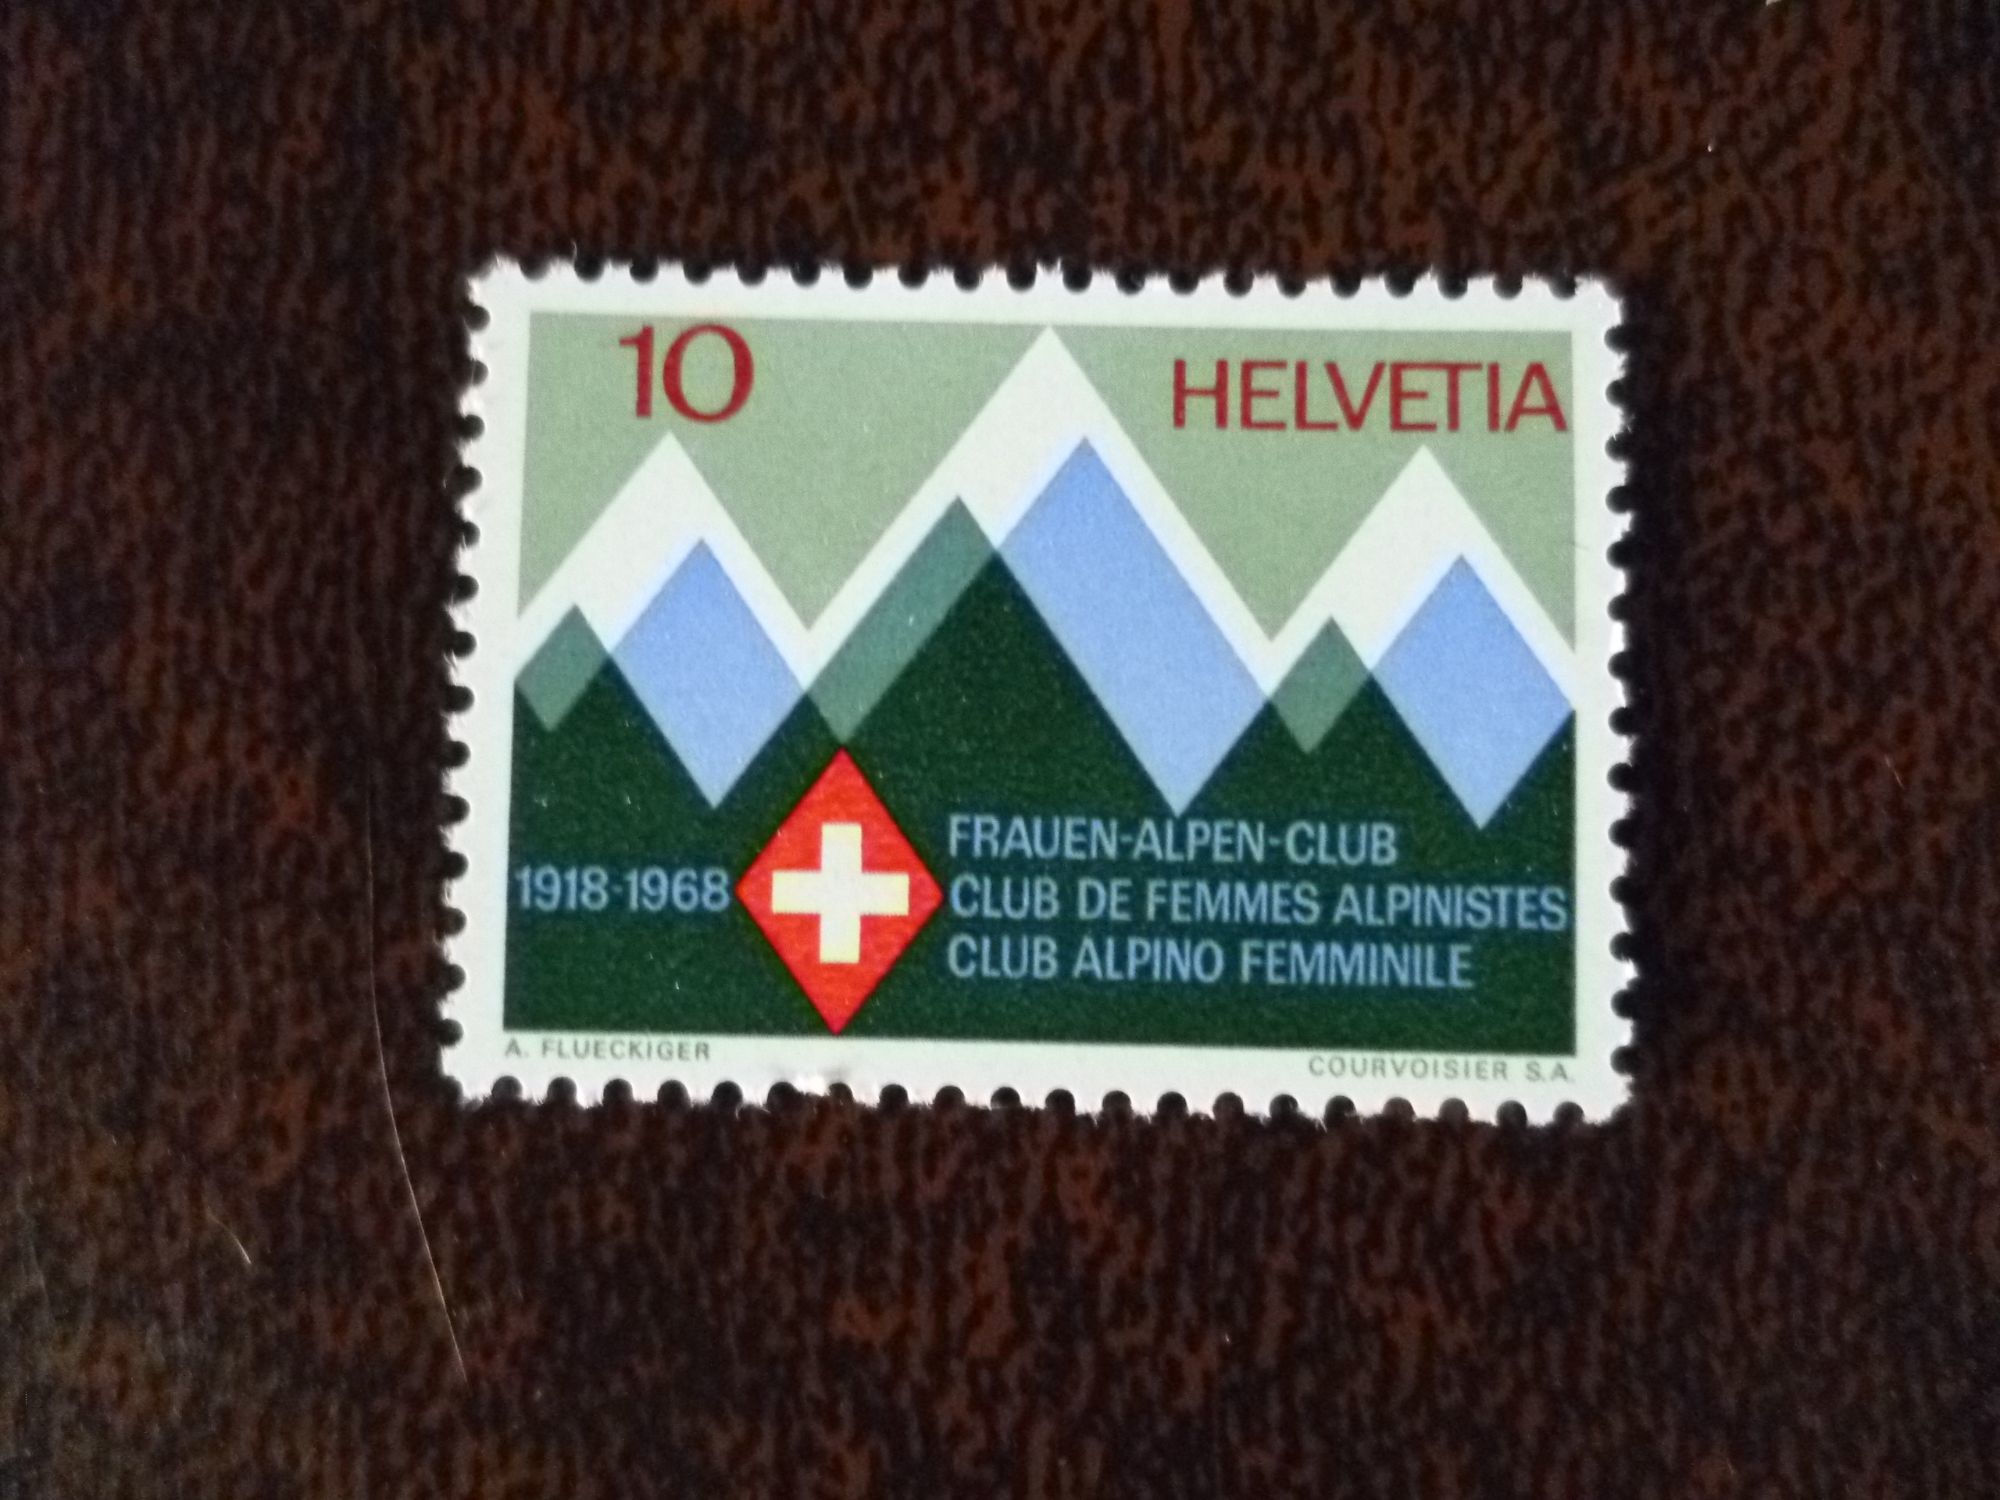 10
HELVETIA
1918-1968
FRAUEN-ALPEN-CLUB
CLUB DE FEMMES ALPINISTES
CLUB ALPINO FEMMINILE
A. FLUECKIGER
COURVOISIER S.A.